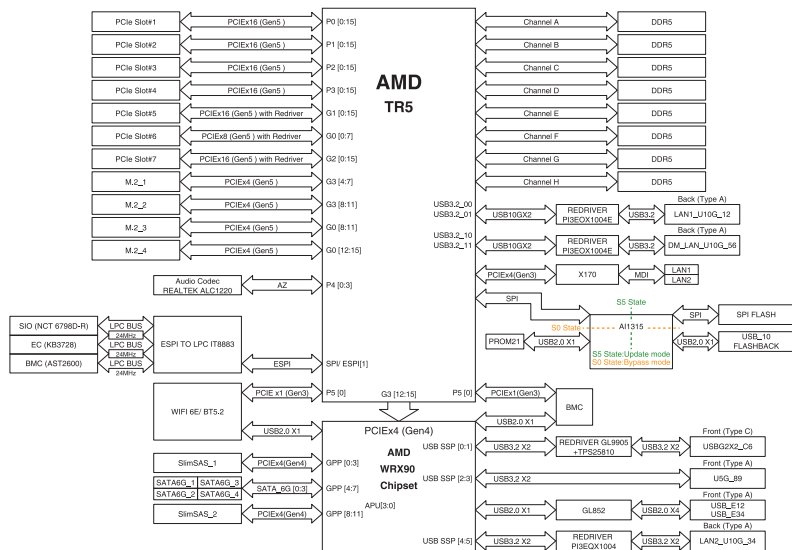 PCIe Slot#1 PCIEx16 (Gen5 ) P0 [0:15] Channel A DDR5
PCIe Slot#2 PCIEx16 (Gen5 ) P1 [0:15] Channel B DDR5
PCIe Slot#3 PCIEx16 (Gen5 ) P2 [0:15] Channel C DDR5
AMD
PCIe Slot#4 PCIEx16 (Gen5 ) P3 [0:15] Channel D DDR5
TR5
PCIe Slot#5 PCIEx16 (Gen5 ) with Redriver G1 [0:15] Channel E DDR5
PCIe Slot#6 PCIEx8 (Gen5 ) with Redriver G0 [0:7] Channel F DDR5
PCIe Slot#7 PCIEx16 (Gen5 ) with Redriver G2 [0:15] Channel G DDR5
M.2_1 PCIEx4 (Gen5 ) G3 [4:7] Channel H DDR5
Back (Type A)
M.2_2 PCIEx4 (Gen5 ) G3 [8:11] USB3.2_00
USB3.2_01 USB10GX2 REDRIVER
PI3EOX1004E USB3.2 LAN1_U10G_12
M.2_3 PCIEx4 (Gen5 ) G0 [8:11] Back (Type A)
USB3.2_10
M.2_4 PCIEx4 (Gen5 ) G0 [12:15] USB3.2_11 USB10GX2 REDRIVER
PI3EOX1004E USB3.2 DM_LAN_U10G_56
PCIEx4(Gen3) X170 MDI LAN1
LAN2
Audio Codec
REALTEK ALC1220 AZ P4 [0:3]
SPI S5 State
SIO (NCT 6798D-R) LPC BUS
24MHz
EC (KB3728) LPC BUS
24MHz
BMC (AST2600) LPC BUS
24MHz
ESPI TO LPC IT8883 ESPI SPI/ ESPI[1]
AI1315 SPI SPI FLASH
S0 State
PROM21 USB2.0 X1 USB2.0 X1 USB_10
FLASHBACK
S5 State:Update mode
S0 State:Bypass mode
WIFI 6E/ BT5.2 PCIE x1 (Gen3) P5 [0] G3 [12:15] P5 [0] PCIEx1(Gen3) BMC
USB2.0 X1 PCIEx4 (Gen4) USB2.0 X1
Front (Type C)
AMD
WRX90
Chipset
USB SSP [0:1] USB3,2 X2 REDRIVER GL9905
+TPS25810 USB3,2 X2 USBG2X2_C6
SlimSAS_1 PCIEx4(Gen4) GPP [0:3] Front (Type A)
USB SSP [2:3] USB3,2 X2 U5G_89
SATA6G_1 SATA6G_3
SATA6G_2 SATA6G_4 SATA_6G [0:3] GPP [4:7]
Front (Type A)
APU[3:0]
SlimSAS_2 PCIEx4(Gen4) GPP [8:11] USB2.0 X1 GL852 USB2.0 X4 USB_E12
USB_E34
Back (Type A)
USB SSP [4:5] USB3.2 X2 REDRIVER
PI3EQX1004 USB3.2 X2 LAN2_U10G_34